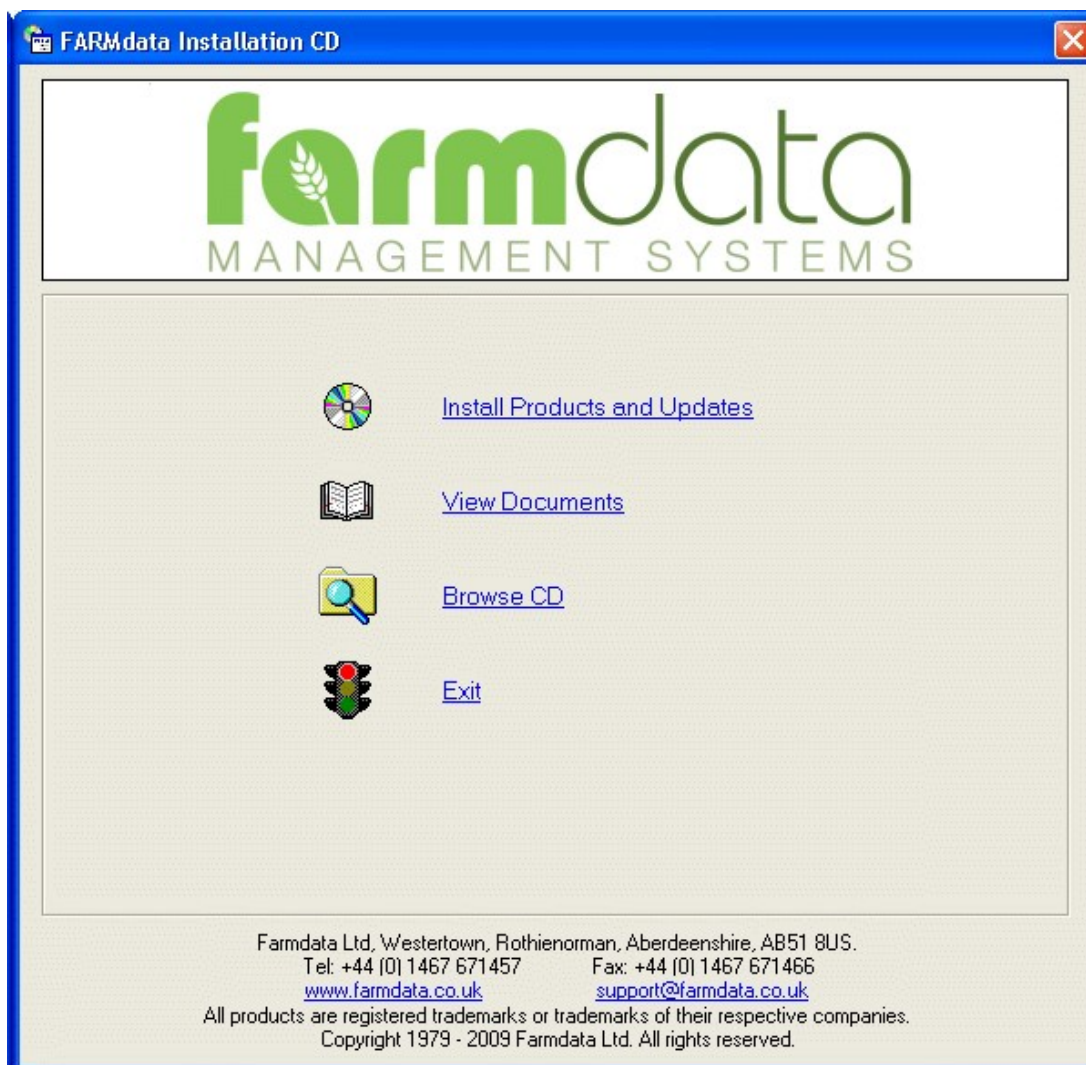 FARMdata Installation CD
farmdata
MANAGEMENT SYSTEMS
Install Products and Updates
View Documents
Browse CD
Exit
Farmdata Ltd, Westertown, Rothienorman, Aberdeenshire, AB51 8US.
Tel: +44 (0) 1467 671457 Fax: +44 (0) 1467 671466
www.farmdata.co.uk support@farmdata.co.uk
All products are registered trademarks or trademarks of their respective companies.
Copyright 1979 - 2009 Farmdata Ltd. All rights reserved.